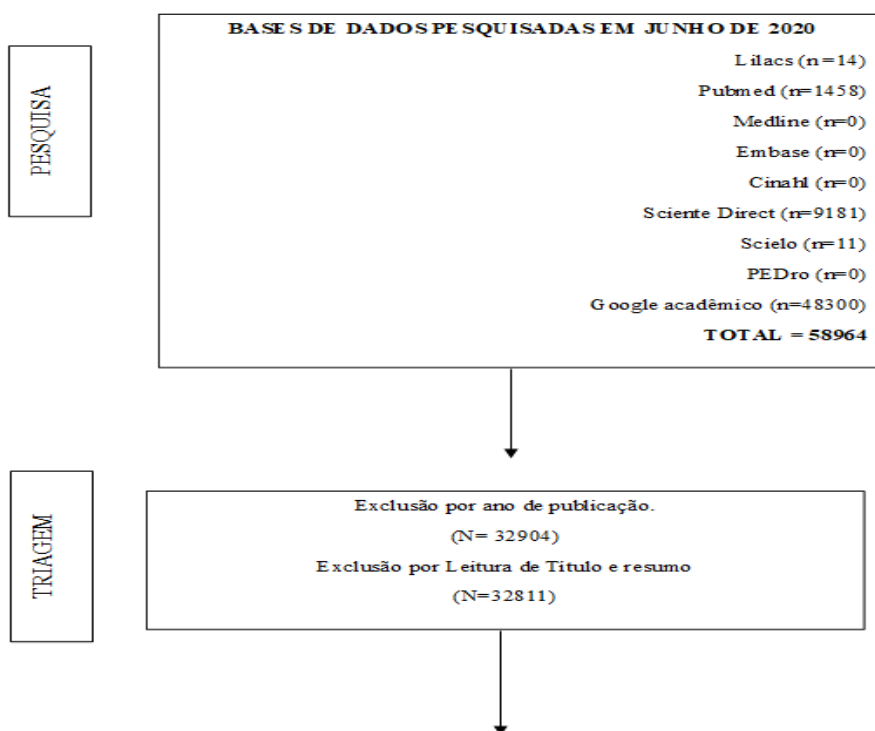 BASES DE DADOS PESQUISADAS EM JUNHO DE 2020
PESQUISA
Lilacs (n=14)
Pubmed (n=1458)
Medline (n=0)
Embase (n=0)
Cinahl (n=0)
Sciente Direct (n=9181)
Scielo (n=11)
PEDro (n=0)
Google acadêmico (n=48300)
TOTAL = 58964
TRIAGEM
Exclusão por ano de publicação.
(N= 32904)
Exclusão por Leitura de Titulo e resumo
(N=32811)